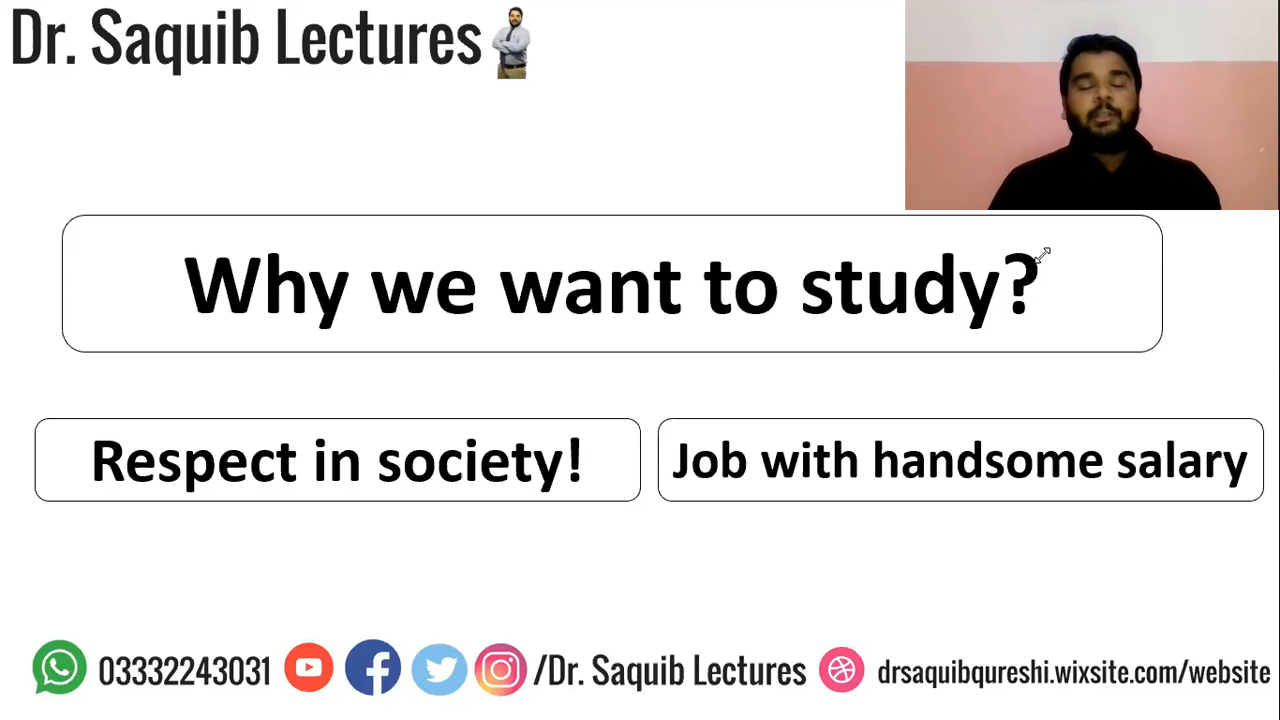 Dr. Saquib Lectures
Why we want to study?
Respect in society!
Job with handsome salary
03332243031
/Dr. Saquib Lectures
drsaquibqureshi.wixsite.com/website